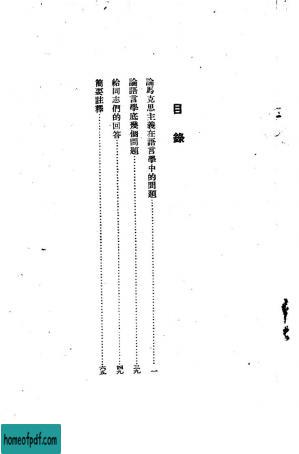 目錄
論馬克思主義在語言學中的問題……一
論語言學底幾個問題……三九
給同志們的回答……四九
簡要註釋……六五
homeofpdf.com